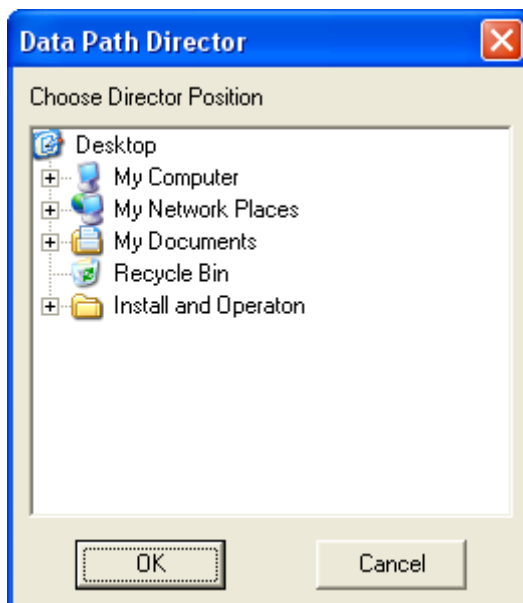 Data Path Director
Choose Director Position
Desktop
My Computer
My Network Places
My Documents
Recycle Bin
Install and Operaton
OK Cancel